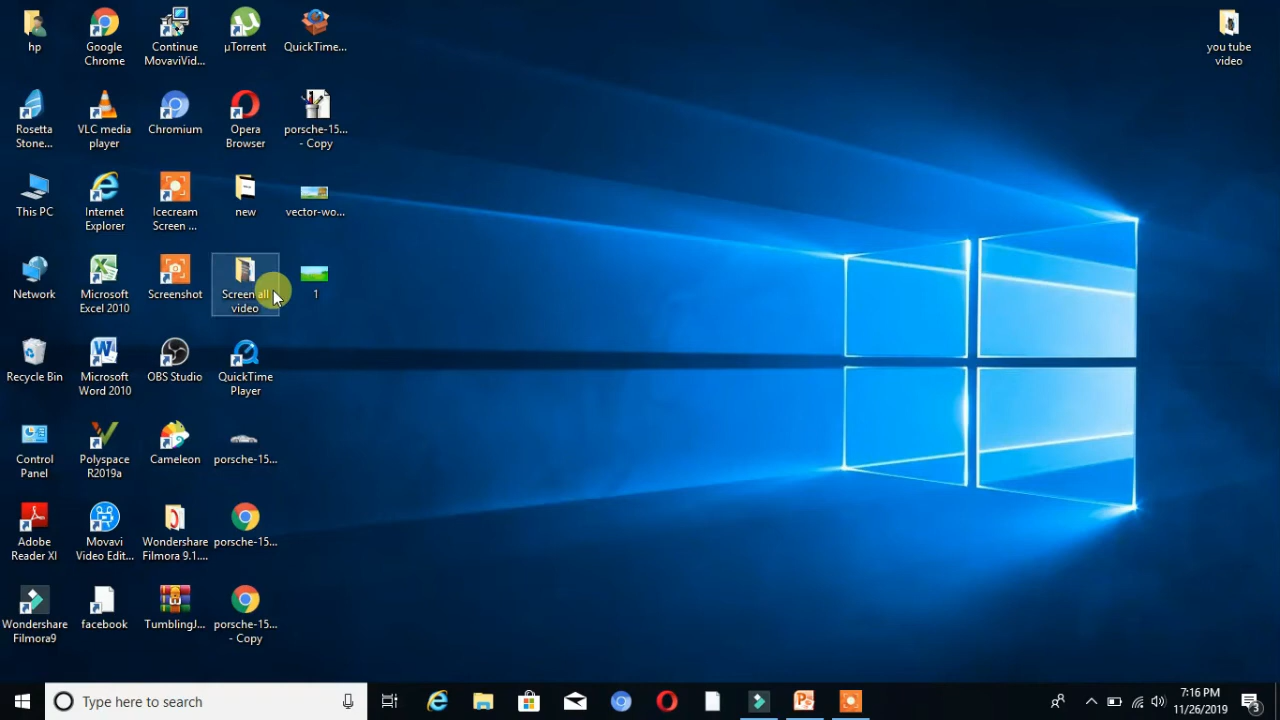 hp
Google
Chrome
Continue
MovaviVid...
µTorrent
QuickTime...
you tube
video
Rosetta
Stone...
VLC media
player
Chromium
Opera
Browser
porsche-15...
- Copy
This PC
Internet
Explorer
Icecream
Screen ...
new
vector-wo...
Network
Microsoft
Excel 2010
Screenshot
Screen all
video
1
Recycle Bin
Microsoft
Word 2010
OBS Studio
QuickTime
Player
Control
Panel
Polyspace
R2019a
Cameleon
porsche-15...
Adobe
Reader XI
Movavi
Video Edit...
Wondershare
Filmora 9.1....
porsche-15...
Wondershare
Filmora9
facebook
TumblingJ...
porsche-15...
- Copy
Type here to search
7:16 PM
11/26/2019
3